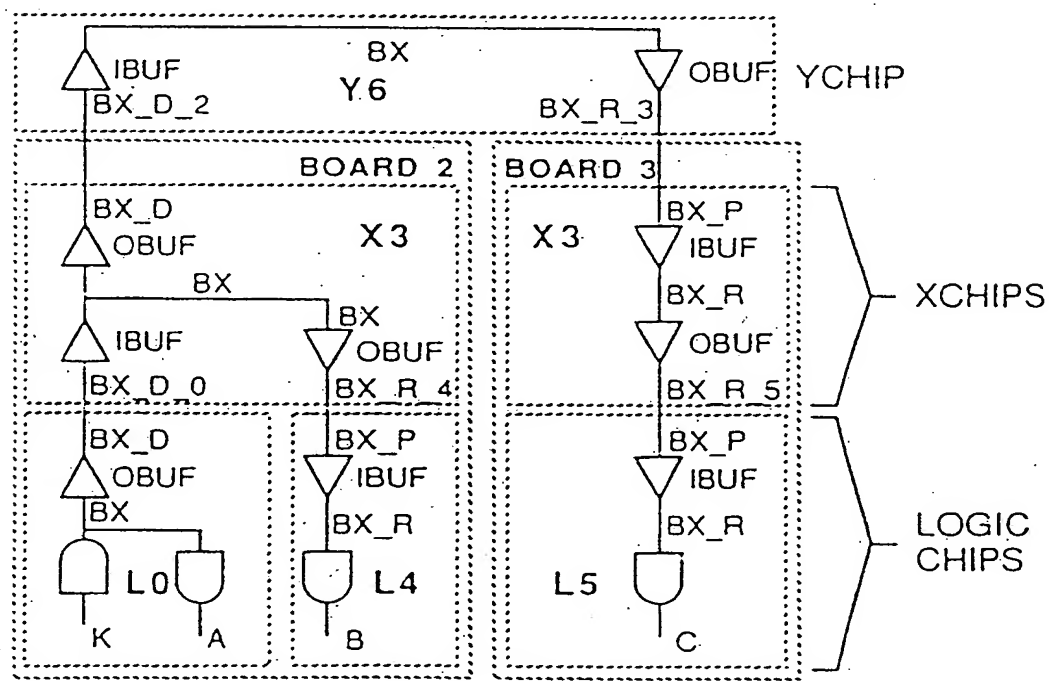 BX
IBUF
OBUF
YCHIP
Y6
BX_D_2
BX_R_3
BOARD 2
BOARD 3
BX_D
X3
X3
BX_P
OBUF
IBUF
BX
BX_R
XCHIPS
BX
IBUF
OBUF
OBUF
BX_D_0
BX_R_4
BX_R_5
BX_D
BX_P
BX_P
OBUF
IBUF
IBUF
BX
BX_R
BX_R
LOGIC
CHIPS
L0
L4
L5
K
A
B
C